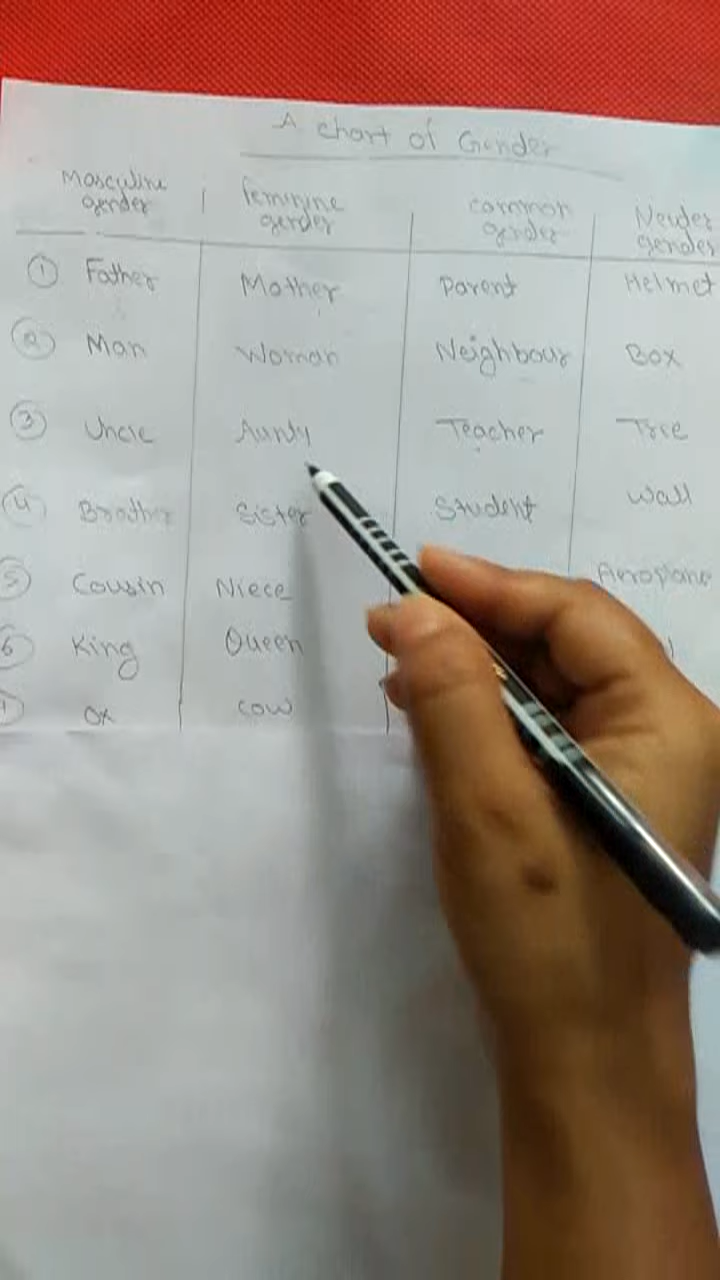 A chart of Gender
Masculine gender | feminine gender common gender Neuder gender
① Father Mother Parent Helmet
② Man Woman Neighbour Box
③ Uncle Aunty Teacher Tree
④ Brother Sister Student Wall
5 Cousin Niece Aeroplane
6 King Queen
7 Ox cow